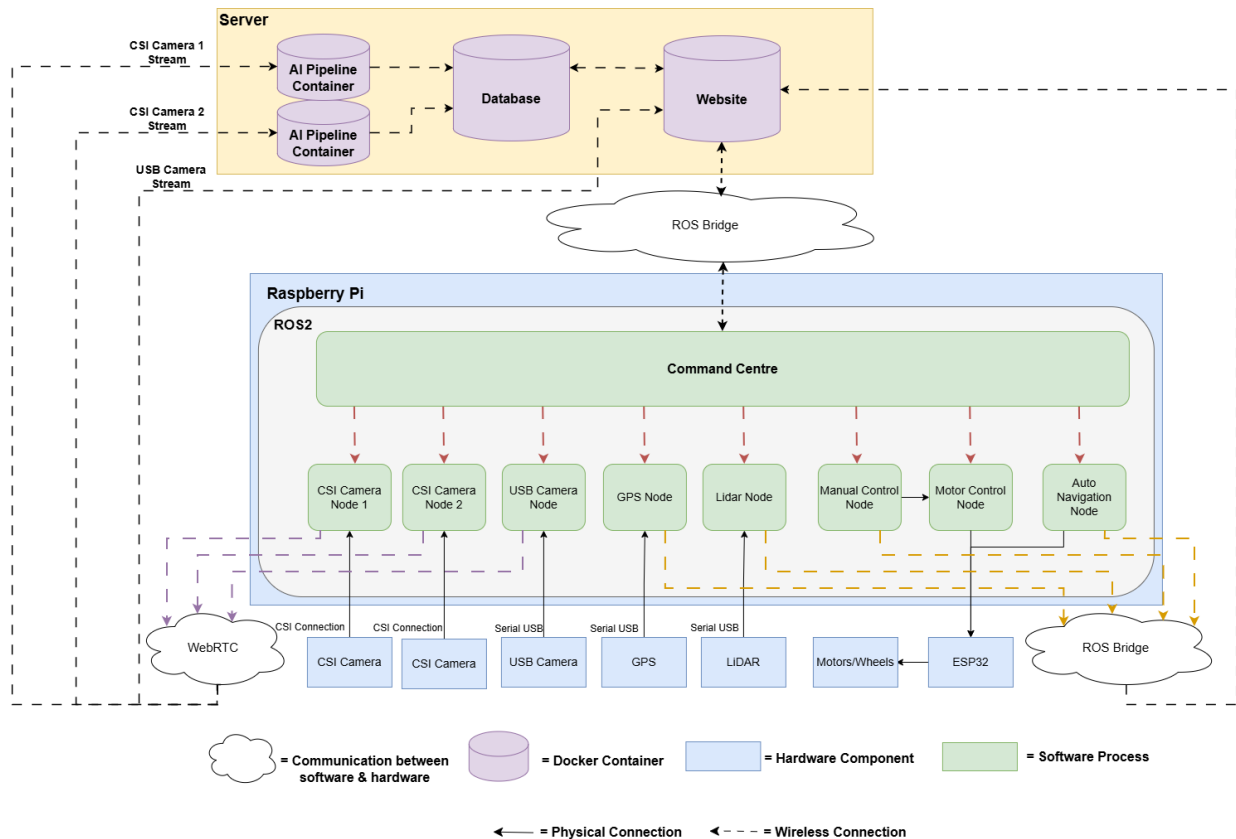 Server
CSI Camera 1
Stream
AI Pipeline
Container
Database
Website
CSI Camera 2
Stream
AI Pipeline
Container
USB Camera
Stream
ROS Bridge
Raspberry Pi
ROS2
Command Centre
CSI Camera
Node 1
CSI Camera
Node 2
USB Camera
Node
GPS Node
Lidar Node
Manual Control
Node
Motor Control
Node
Auto
Navigation
Node
CSI Connection
CSI Connection
Serial USB
Serial USB
Serial USB
WebRTC
CSI Camera
CSI Camera
USB Camera
GPS
LiDAR
Motors/Wheels
ESP32
ROS Bridge
= Communication between
software & hardware
= Docker Container
= Hardware Component
= Software Process
= Physical Connection
= Wireless Connection